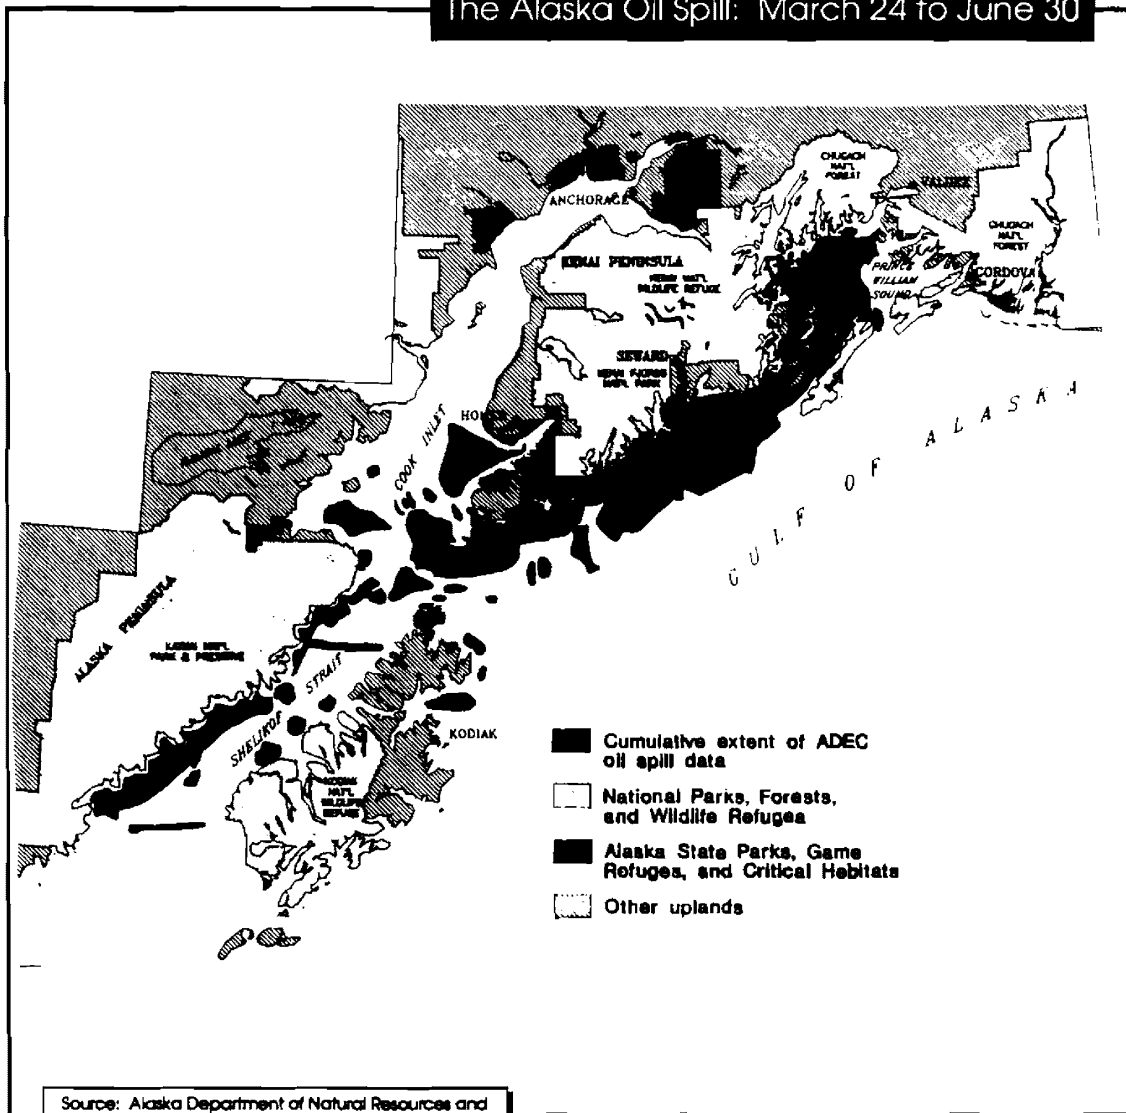 The Alaska Oil Spill: March 24 to June 30
CHUGACH
NAT'L
FOREST
VALDEZ
ANCHORAGE
CHUGACH
NAT'L
FOREST
KENAI PENINSULA
KENAI NAT'L
WILDLIFE REFUGE
PRINCE
WILLIAM
SOUND
CORDOVA
SEWARD
KENAI FJORDS
NAT'L PARK
HOMER
COOK INLET
GULF OF ALASKA
ALASKA PENINSULA
KATMAI NAT'L
PARK & PRESERVE
SHELIKOF STRAIT
KODIAK
KODIAK
NAT'L
WILDLIFE
REFUGE
Cumulative extent of ADEC
oil spill data
National Parks, Forests,
and Wildlife Refuges
Alaska State Parks, Game
Refuges, and Critical Habitats
Other uplands
Source: Alaska Department of Natural Resources and